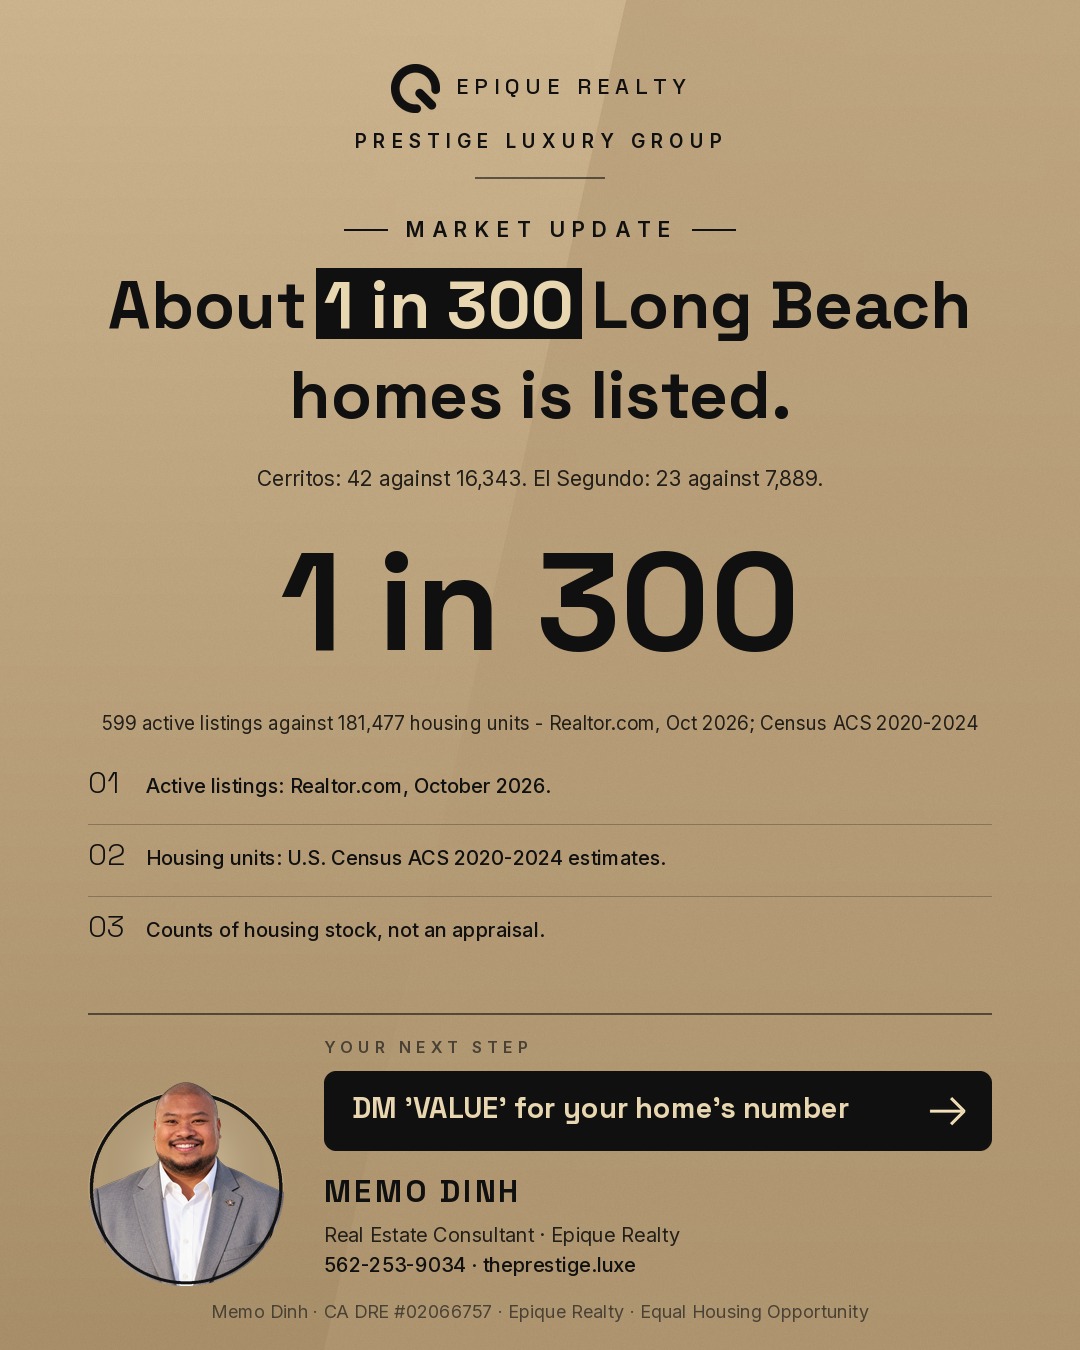 EPIQUE REALTY
PRESTIGE LUXURY GROUP
MARKET UPDATE
About 1 in 300 Long Beach
homes is listed.
Cerritos: 42 against 16,343. El Segundo: 23 against 7,889.
1 in 300
599 active listings against 181,477 housing units - Realtor.com, Oct 2026; Census ACS 2020-2024
01 Active listings: Realtor.com, October 2026.
02 Housing units: U.S. Census ACS 2020-2024 estimates.
03 Counts of housing stock, not an appraisal.
YOUR NEXT STEP
DM ’VALUE’ for your home’s number
MEMO DINH
Real Estate Consultant · Epique Realty
562-253-9034 · theprestige.luxe
Memo Dinh · CA DRE #02066757 · Epique Realty · Equal Housing Opportunity